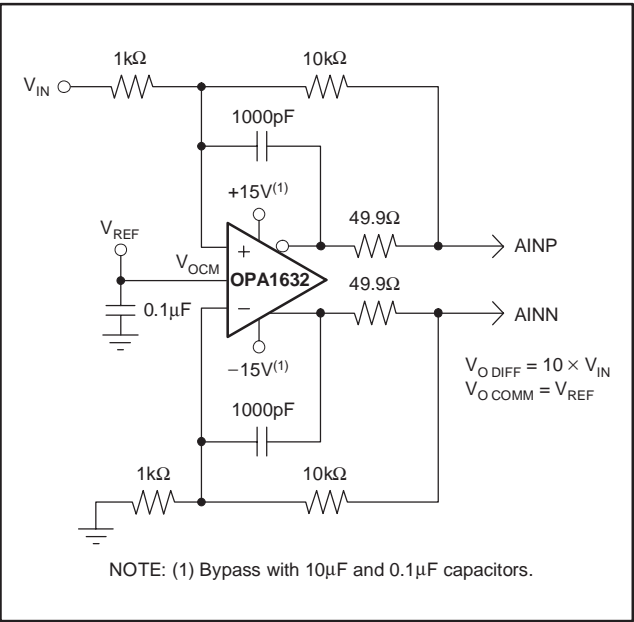 1kΩ
10kΩ
V_IN
1000pF
+15V(1)
49.9Ω
V_REF
AINP
V_OCM
+
OPA1632
49.9Ω
−
0.1µF
AINN
−15V(1)
V_O DIFF = 10 × V_IN
V_O COMM = V_REF
1000pF
1kΩ
10kΩ
NOTE: (1) Bypass with 10µF and 0.1µF capacitors.